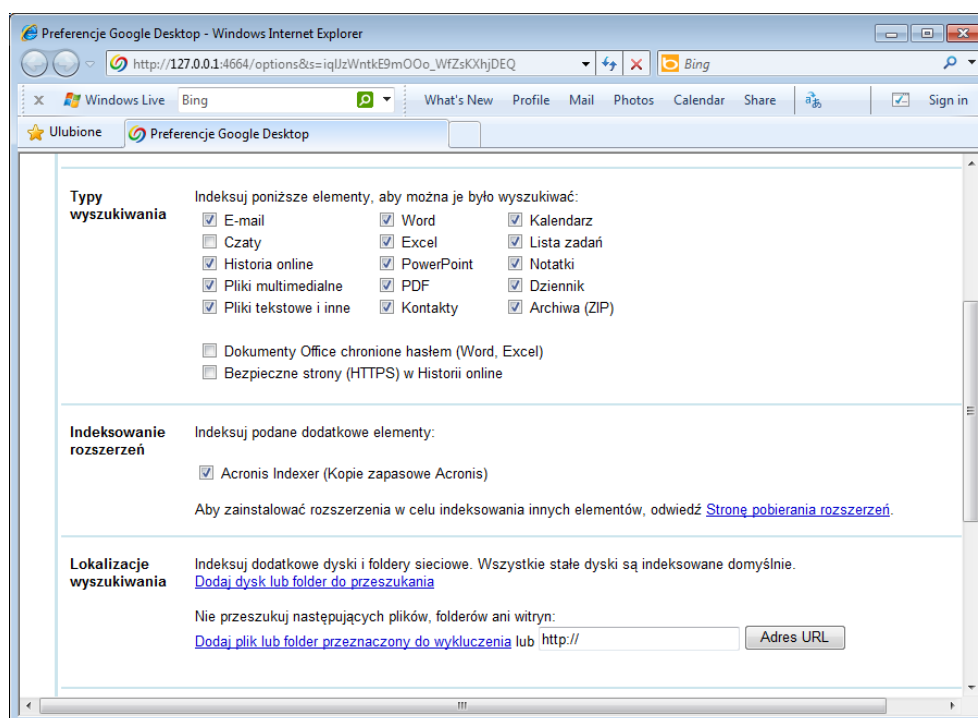 Preferencje Google Desktop - Windows Internet Explorer
http://127.0.0.1:4664/options&s=iqlJzWntkE9mOOo_WfZsKXhjDEQ
Bing
x Windows Live Bing What's New Profile Mail Photos Calendar Share Sign in
Ulubione Preferencje Google Desktop
Typy wyszukiwania
Indeksuj poniższe elementy, aby można je było wyszukiwać:
E-mail Word Kalendarz
Czaty Excel Lista zadań
Historia online PowerPoint Notatki
Pliki multimedialne PDF Dziennik
Pliki tekstowe i inne Kontakty Archiwa (ZIP)
Dokumenty Office chronione hasłem (Word, Excel)
Bezpieczne strony (HTTPS) w Historii online
Indeksowanie rozszerzeń
Indeksuj podane dodatkowe elementy:
Acronis Indexer (Kopie zapasowe Acronis)
Aby zainstalować rozszerzenia w celu indeksowania innych elementów, odwiedź Stronę pobierania rozszerzeń.
Lokalizacje wyszukiwania
Indeksuj dodatkowe dyski i foldery sieciowe. Wszystkie stałe dyski są indeksowane domyślnie.
Dodaj dysk lub folder do przeszukania
Nie przeszukuj następujących plików, folderów ani witryn:
Dodaj plik lub folder przeznaczony do wykluczenia lub http:// Adres URL